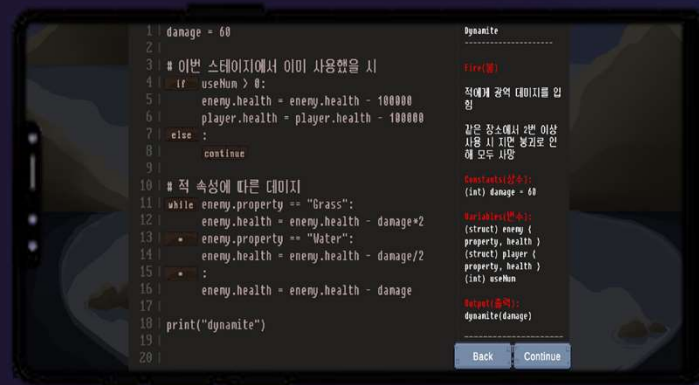 1 | damage = 60
2 |
3 | # 이번 스테이지에서 이미 사용했을 시
4 | if useNum > 0:
5 | enemy.health = enemy.health - 100000
6 | player.health = player.health - 100000
7 | else :
8 | continue
9 |
10 | # 적 속성에 따른 대미지
11 | while enemy.property == "Grass":
12 | enemy.health = enemy.health - damage*2
13 | * enemy.property == "Water":
14 | enemy.health = enemy.health - damage/2
15 | * :
16 | enemy.health = enemy.health - damage
17 |
18 | print("dynamite")
19 |
20 |
Dynamite
--------------------
Fire(불)
적에게 광역 대미지를 입
힘
같은 장소에서 2번 이상
사용 시 지면 붕괴로 인
해 모두 사망
Constants(상수):
(int) damage = 60
Variables(변수):
(struct) enemy {
property, health }
(struct) player {
property, health }
(int) useNum
Output(출력):
dynamite(damage)
--------------------
Back Continue